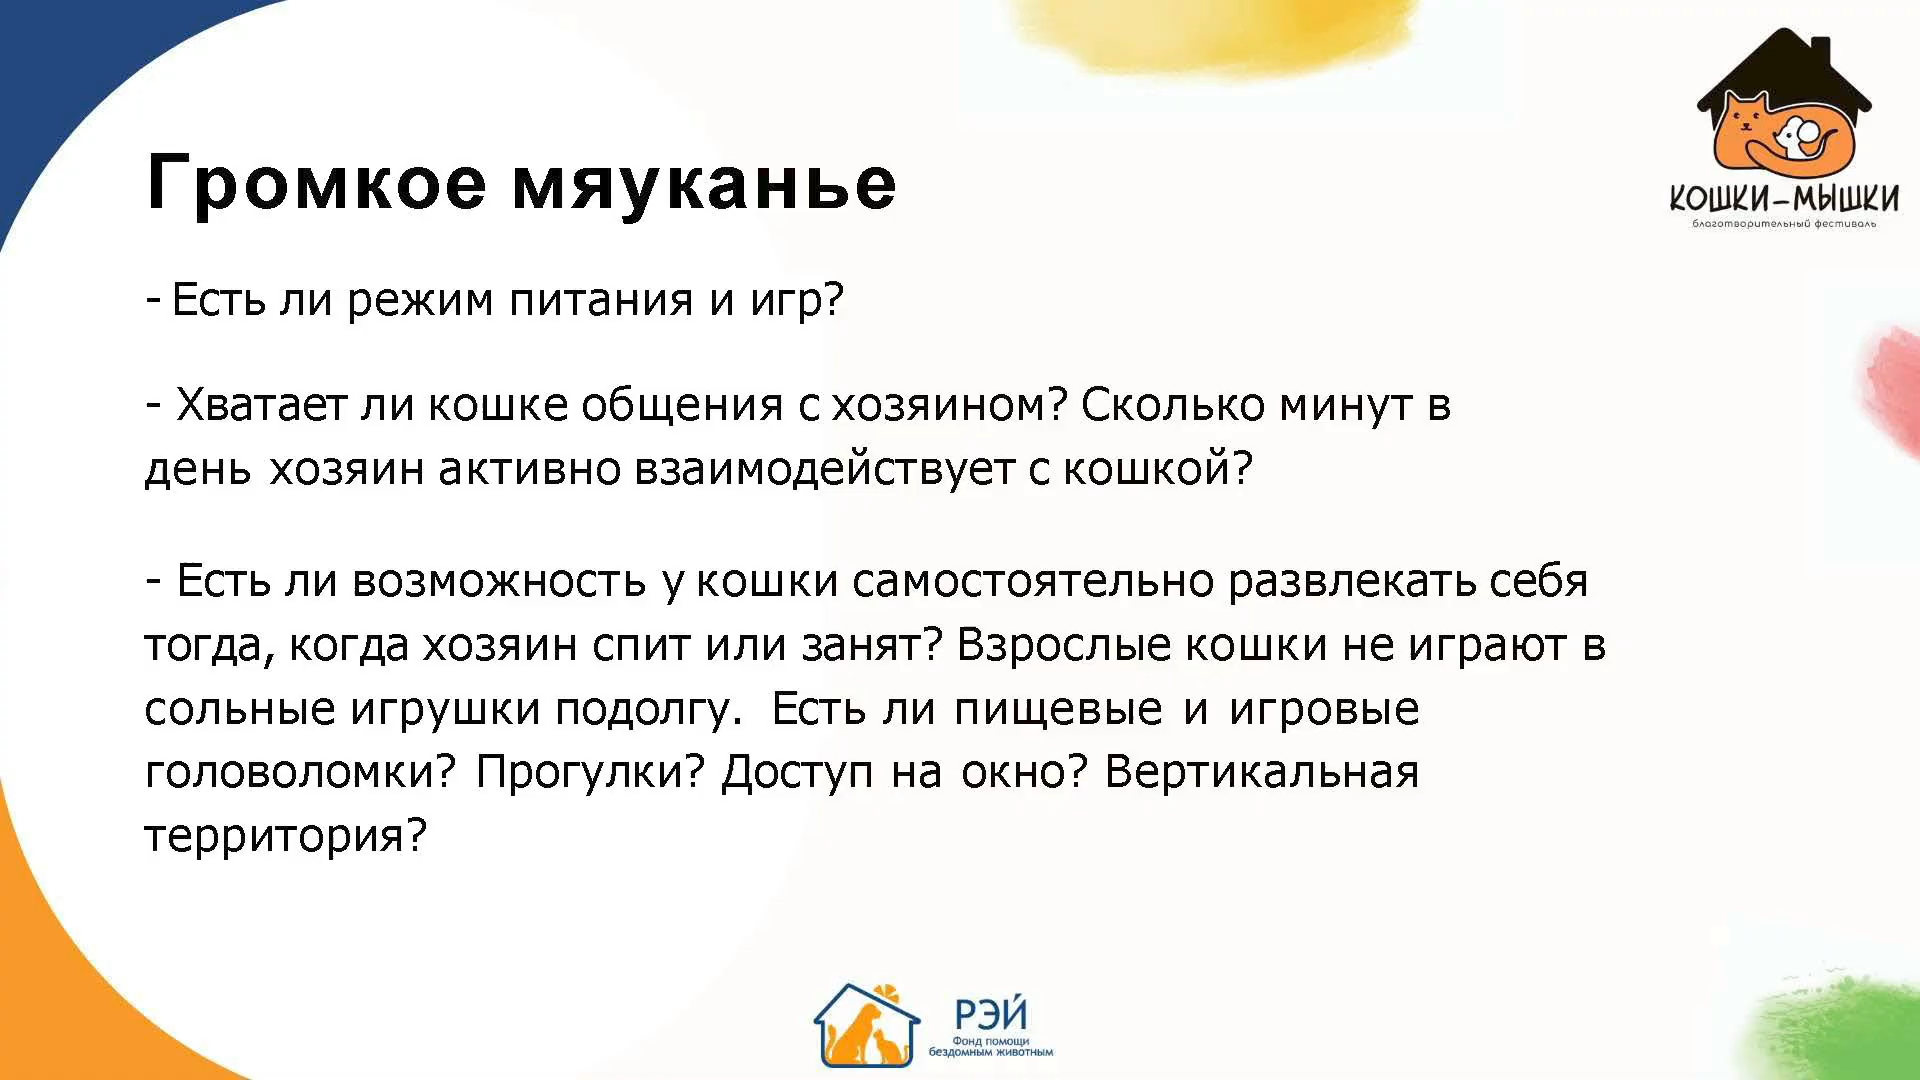 КОШКИ-МЫШКИ
благотворительный фестиваль
Громкое мяуканье
- Есть ли режим питания и игр?
- Хватает ли кошке общения с хозяином? Сколько минут в
день хозяин активно взаимодействует с кошкой?
- Есть ли возможность у кошки самостоятельно развлекать себя
тогда, когда хозяин спит или занят? Взрослые кошки не играют в
сольные игрушки подолгу. Есть ли пищевые и игровые
головоломки? Прогулки? Доступ на окно? Вертикальная
территория?
РЭЙ
Фонд помощи
бездомным животным